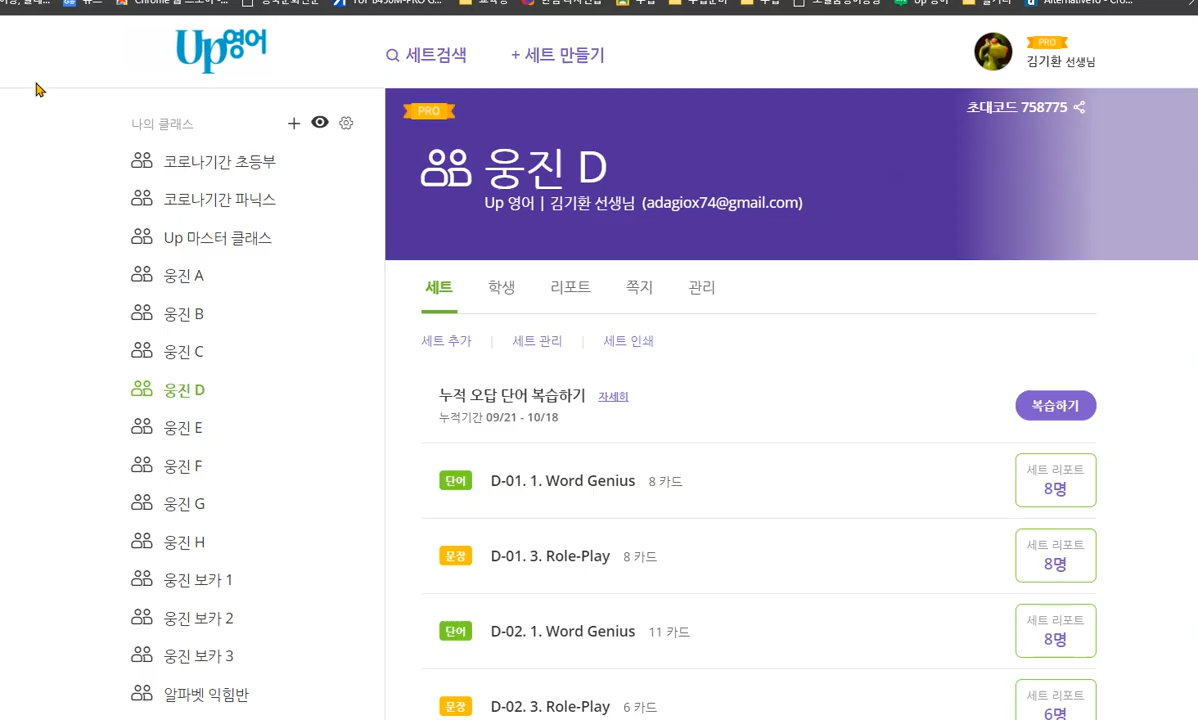 뉴스
Up영어
세트검색
+ 세트 만들기
PRO
김기환 선생님
나의 클래스
코로나기간 초등부
코로나기간 파닉스
Up 마스터 클래스
웅진 A
웅진 B
웅진 C
웅진 D
웅진 E
웅진 F
웅진 G
웅진 H
웅진 보카 1
웅진 보카 2
웅진 보카 3
알파벳 익힘반
PRO
초대코드 758775
웅진 D
Up 영어 | 김기환 선생님 (adagiox74@gmail.com)
세트 학생 리포트 쪽지 관리
세트 추가 | 세트 관리 | 세트 인쇄
누적 오답 단어 복습하기 자세히
누적기간 09/21 - 10/18
복습하기
단어 D-01. 1. Word Genius 8 카드
세트 리포트
8명
문장 D-01. 3. Role-Play 8 카드
세트 리포트
8명
단어 D-02. 1. Word Genius 11 카드
세트 리포트
8명
문장 D-02. 3. Role-Play 6 카드
세트 리포트
6명